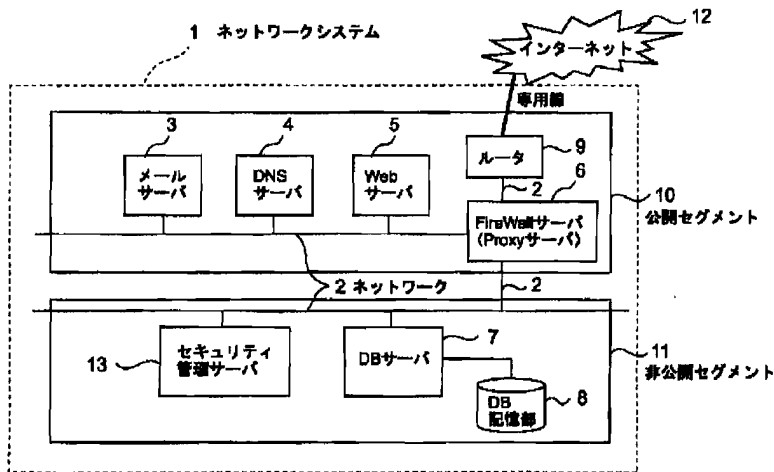 1 ネットワークシステム
12
インターネット
専用線
3
メール
サーバ
4
DNS
サーバ
5
Web
サーバ
ルータ
9
2
6
FireWallサーバ
(Proxyサーバ)
10
公開セグメント
2 ネットワーク
2
13
セキュリティ
管理サーバ
7
DBサーバ
DB
記憶部
8
11
非公開セグメント